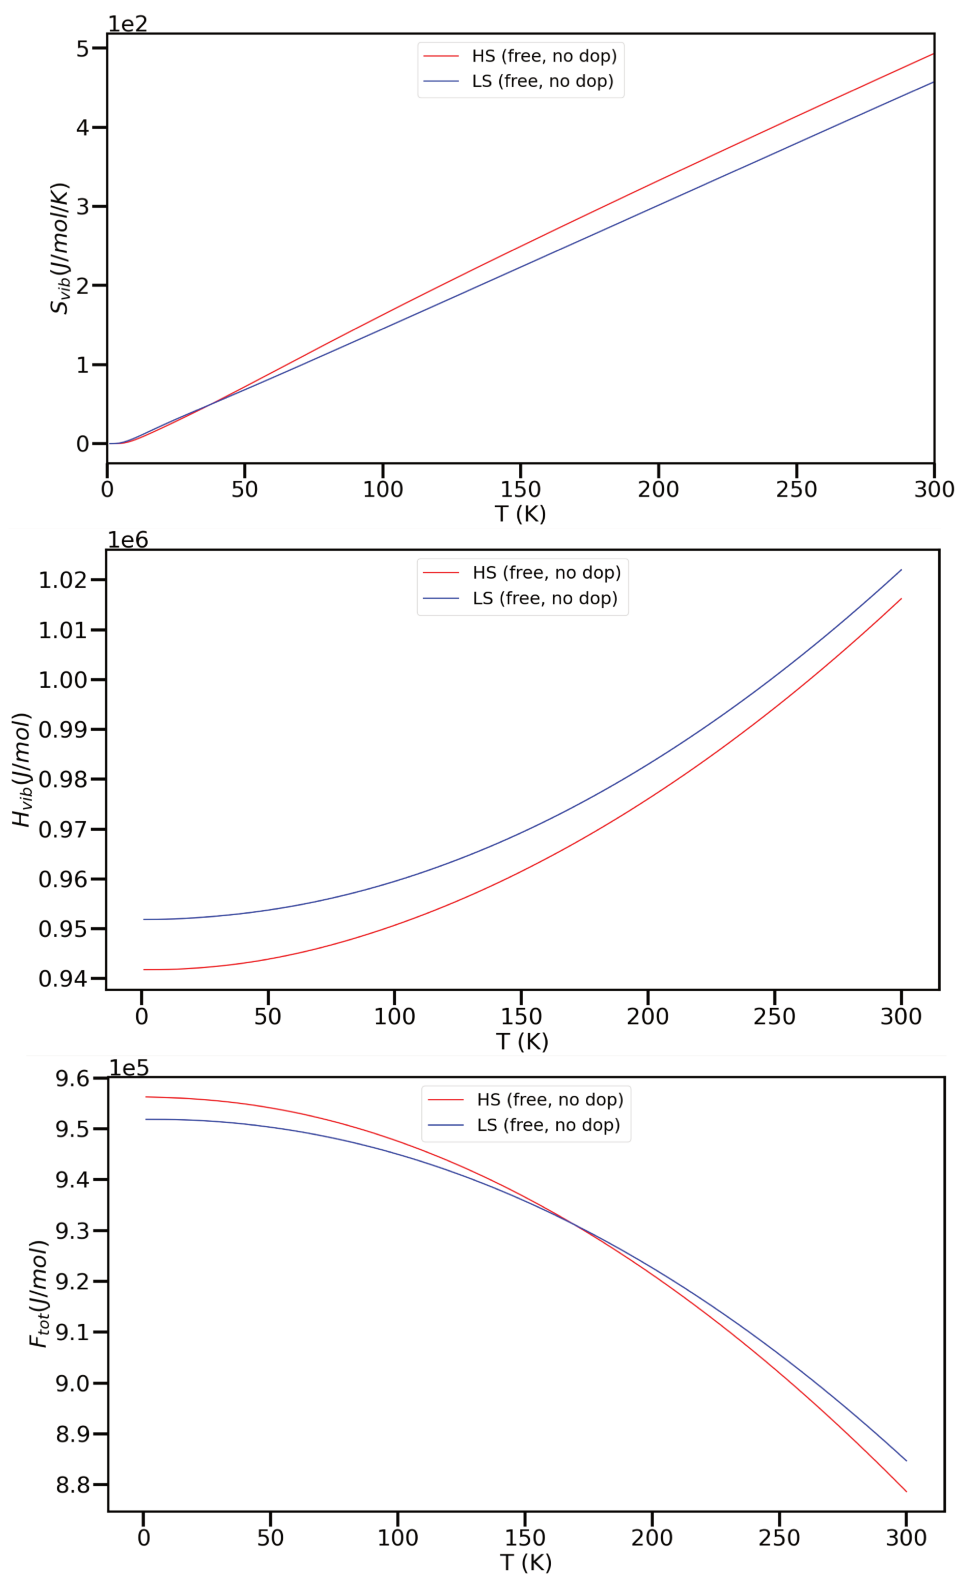 1e2
HS (free, no dop)
LS (free, no dop)
5
4
3
2
1
0
S_vib(J/mol/K)
0 50 100 150 200 250 300
T (K)
1e6
HS (free, no dop)
LS (free, no dop)
1.02
1.01
1.00
0.99
0.98
0.97
0.96
0.95
0.94
H_vib(J/mol)
0 50 100 150 200 250 300
T (K)
1e5
HS (free, no dop)
LS (free, no dop)
9.6
9.5
9.4
9.3
9.2
9.1
9.0
8.9
8.8
F_tot(J/mol)
0 50 100 150 200 250 300
T (K)